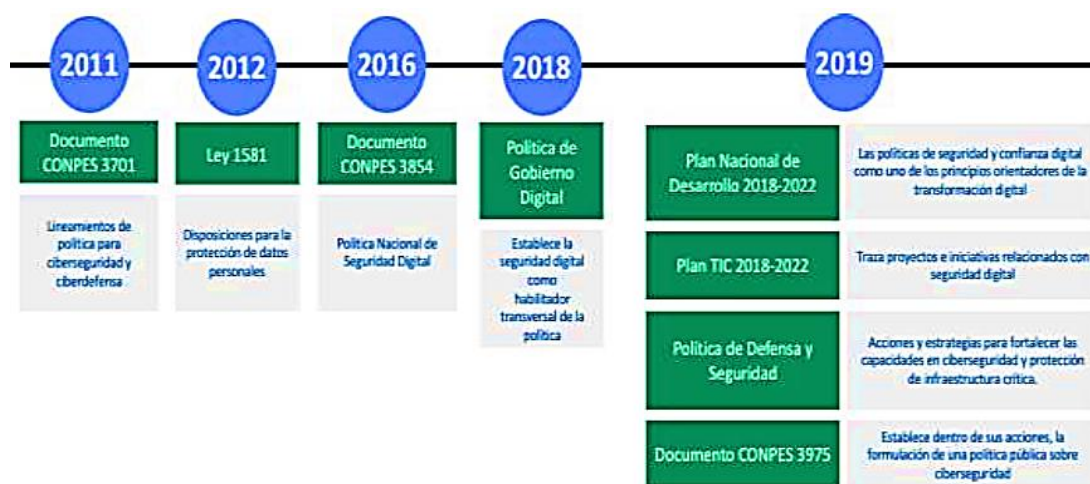 2011
2012
2016
2018
2019
Documento
CONPES 3701
Lineamientos de
política para
ciberseguridad y
ciberdefensa
Ley 1581
Disposiciones para la
protección de datos
personales
Documento
CONPES 3854
Política Nacional de
Seguridad Digital
Política de
Gobierno
Digital
Establece la
seguridad digital
como
habilitador
transversal de la
política
Plan Nacional de
Desarrollo 2018-2022
Las políticas de seguridad y confianza digital
como uno de los principios orientadores de la
transformación digital
Plan TIC 2018-2022
Traza proyectos e iniciativas relacionados con
seguridad digital
Política de Defensa y
Seguridad
Acciones y estrategias para fortalecer las
capacidades en ciberseguridad y protección
de infraestructura crítica.
Documento CONPES 3975
Establece dentro de sus acciones, la
formulación de una política pública sobre
ciberseguridad